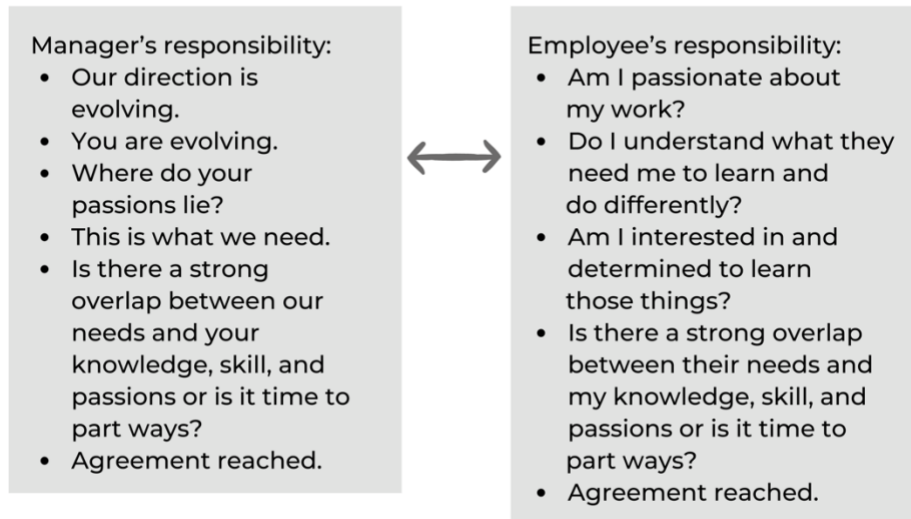 Manager’s responsibility:
• Our direction is
evolving.
• You are evolving.
• Where do your
passions lie?
• This is what we need.
• Is there a strong
overlap between our
needs and your
knowledge, skill, and
passions or is it time to
part ways?
• Agreement reached.
Employee’s responsibility:
• Am I passionate about
my work?
• Do I understand what they
need me to learn and
do differently?
• Am I interested in and
determined to learn
those things?
• Is there a strong overlap
between their needs and
my knowledge, skill, and
passions or is it time to
part ways?
• Agreement reached.